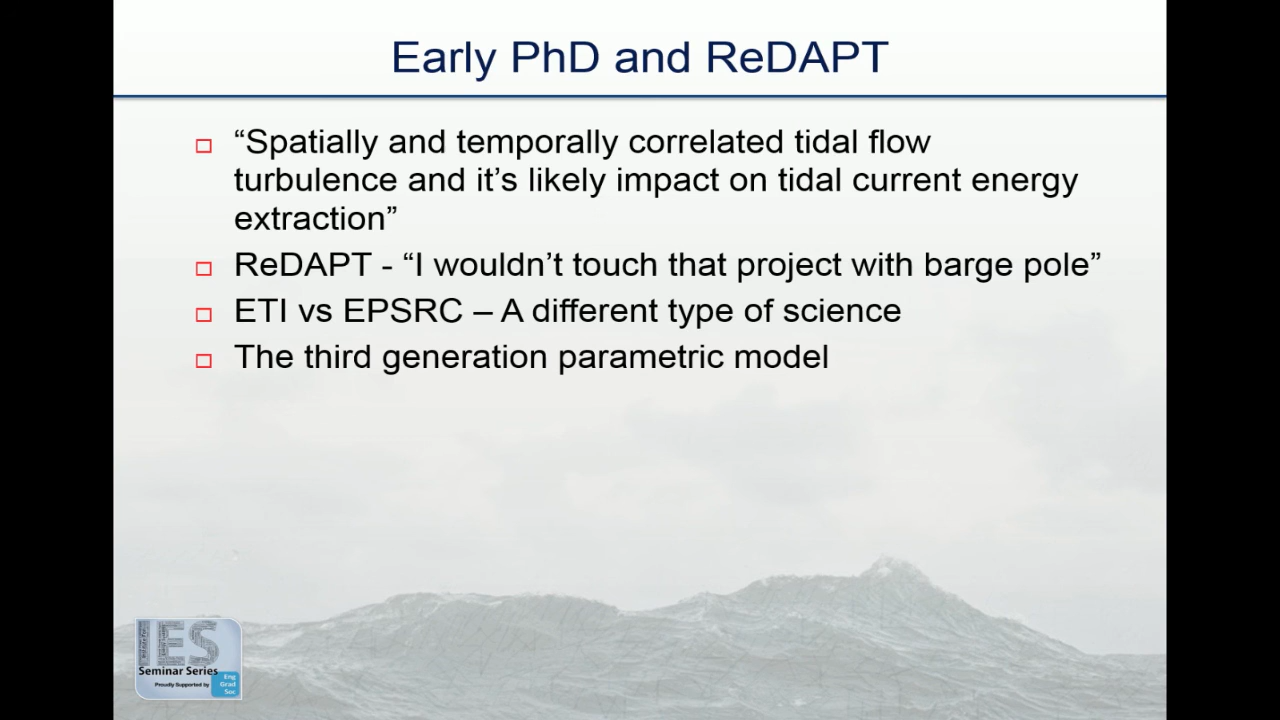 Early PhD and ReDAPT
“Spatially and temporally correlated tidal flow
turbulence and it’s likely impact on tidal current energy
extraction”
ReDAPT - “I wouldn’t touch that project with barge pole”
ETI vs EPSRC – A different type of science
The third generation parametric model
IES
Seminar Series
Proudly Supported by
Eng
Grad
Soc